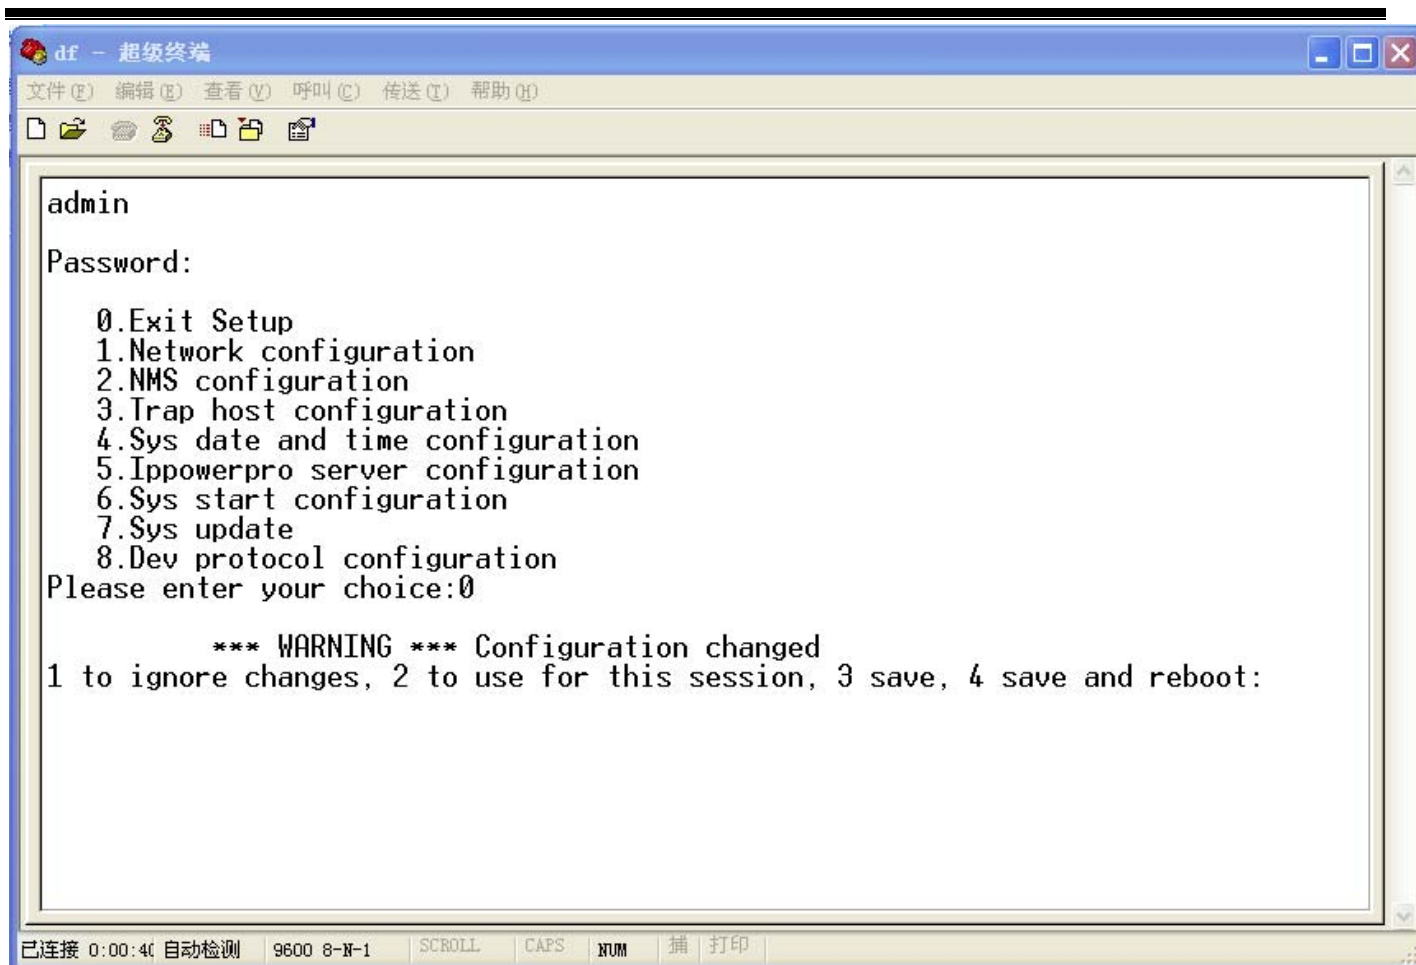 df - 超级终端
文件(F) 编辑(E) 查看(V) 呼叫(C) 传送(T) 帮助(H)
admin
Password:
0.Exit Setup
1.Network configuration
2.NMS configuration
3.Trap host configuration
4.Sys date and time configuration
5.Ippowerpro server configuration
6.Sys start configuration
7.Sys update
8.Dev protocol configuration
Please enter your choice:0
*** WARNING *** Configuration changed
1 to ignore changes, 2 to use for this session, 3 save, 4 save and reboot:
已连接 0:00:4 自动检测 9600 8-N-1 SCROLL CAPS NUM 捕 打印